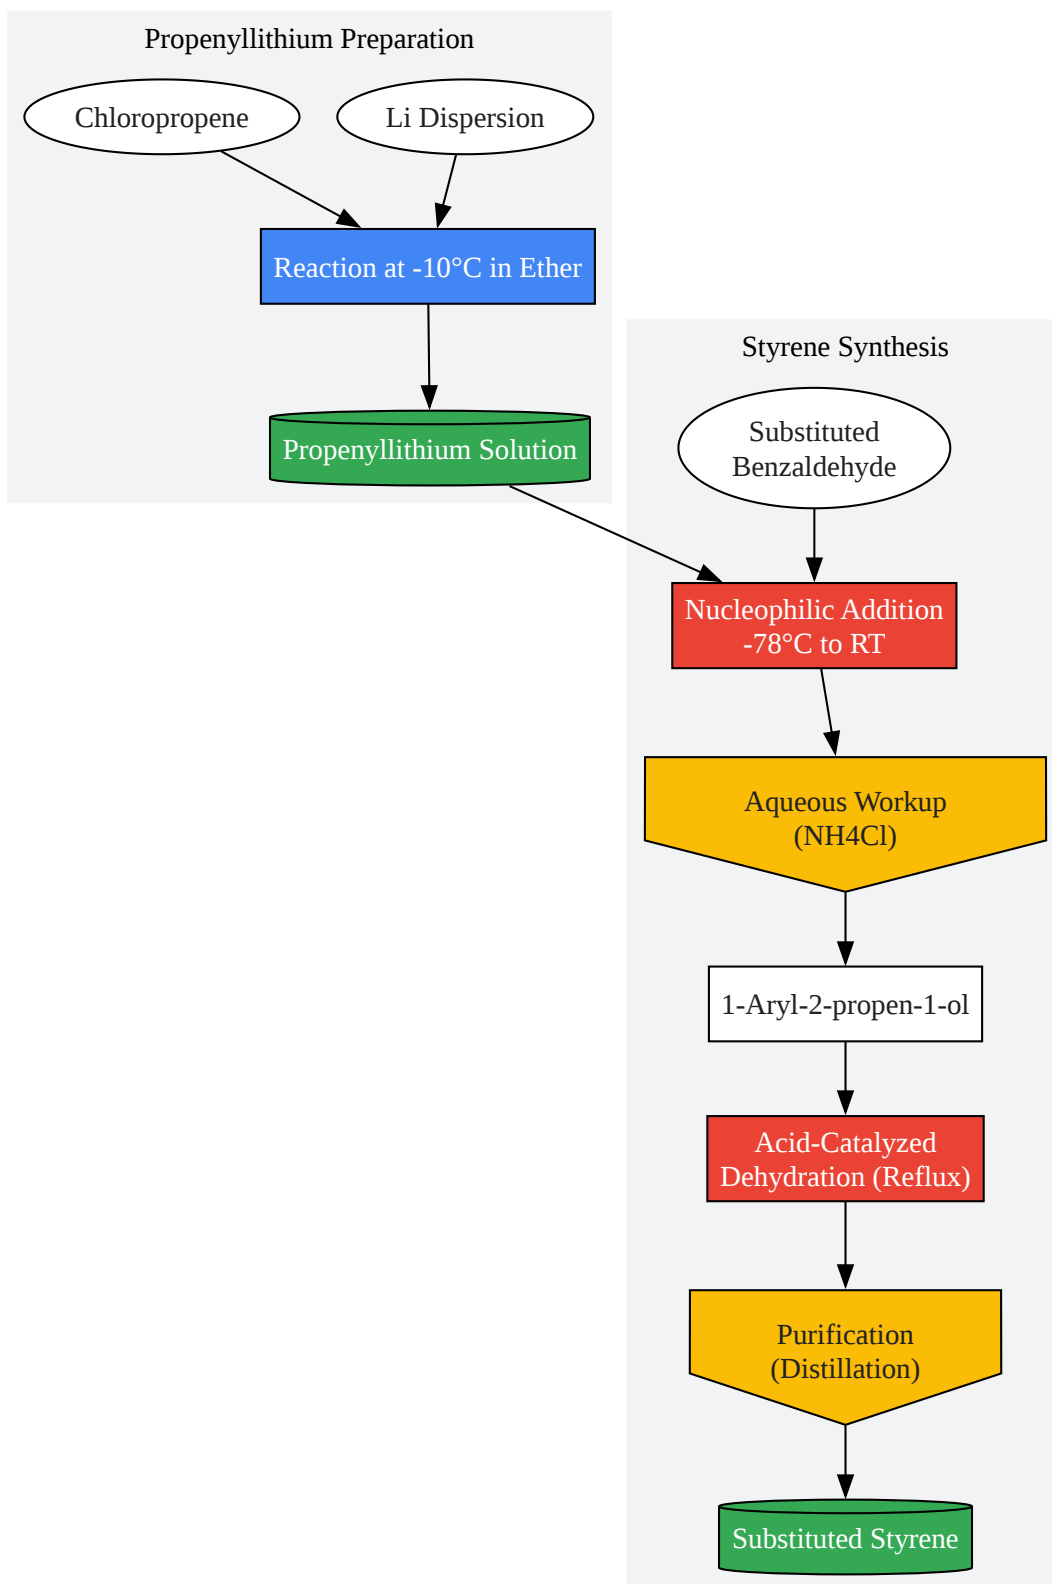 Propenyllithium Preparation
Chloropropene
Li Dispersion
Reaction at -10°C in Ether
Propenyllithium Solution
Styrene Synthesis
Substituted
Benzaldehyde
Nucleophilic Addition
-78°C to RT
Aqueous Workup
(NH4Cl)
1-Aryl-2-propen-1-ol
Acid-Catalyzed
Dehydration (Reflux)
Purification
(Distillation)
Substituted Styrene